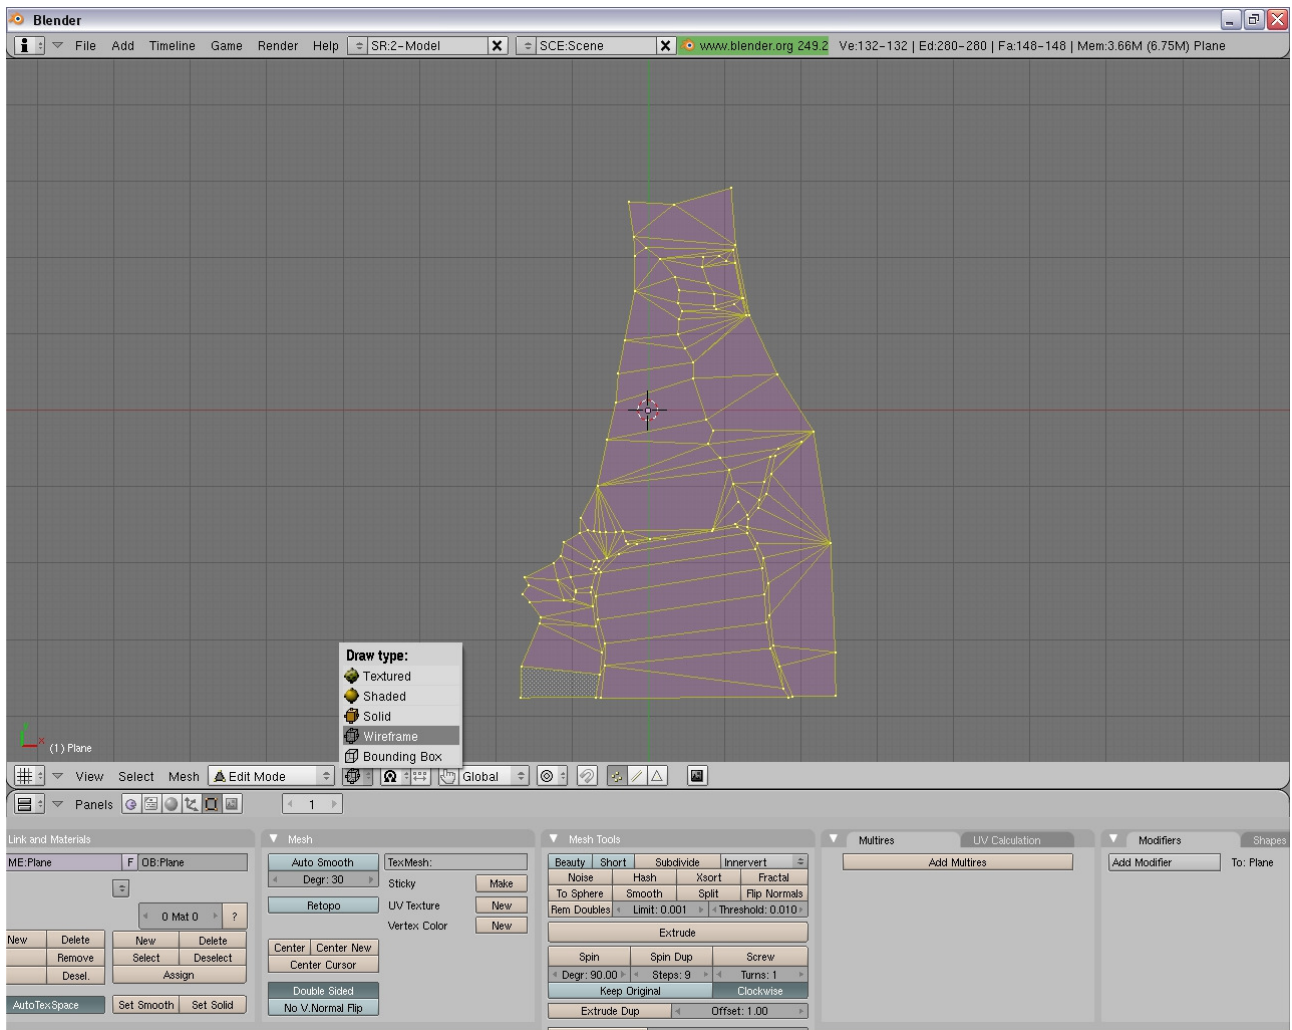 Blender
File Add Timeline Game Render Help SR:2-Model SCE:Scene www.blender.org 249.2 Ve:132-132 | Ed:280-280 | Fa:148-148 | Mem:3.66M (6.75M) Plane
Draw type:
Textured
Shaded
Solid
Wireframe
Bounding Box
x
(1) Plane
View Select Mesh Edit Mode Global
Panels 1
Link and Materials
ME:Plane F OB:Plane
0 Mat 0 ?
New Delete New Delete
Remove Select Deselect
Desel. Assign
AutoTexSpace Set Smooth Set Solid
Mesh
Auto Smooth TexMesh:
Degr: 30 Sticky Make
Retopo UV Texture New
Vertex Color New
Center Center New
Center Cursor
Double Sided
No V.Normal Flip
Mesh Tools
Beauty Short Subdivide Innervert
Noise Hash Xsort Fractal
To Sphere Smooth Split Flip Normals
Rem Doubles Limit: 0.001 Threshold: 0.010
Extrude
Spin Spin Dup Screw
Degr: 90.00 Steps: 9 Turns: 1
Keep Original Clockwise
Extrude Dup Offset: 1.00
Multires UV Calculation
Add Multires
Modifiers Shapes
Add Modifier To: Plane